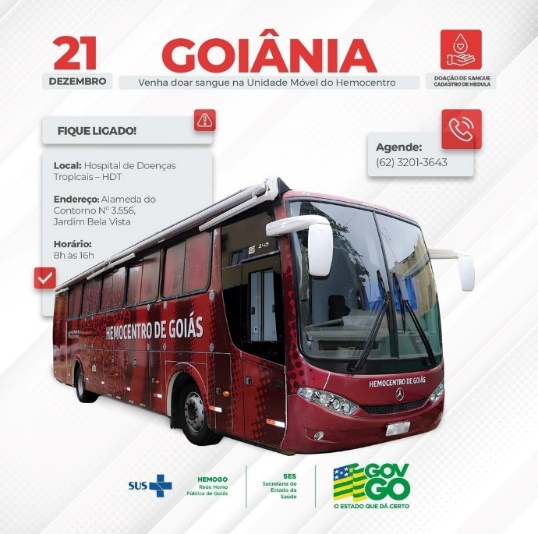 21
DEZEMBRO
GOIÂNIA
Venha doar sangue na Unidade Móvel do Hemocentro
DOAÇÃO DE SANGUE
CADASTRO DE MEDULA
FIQUE LIGADO!
Local: Hospital de Doenças
Tropicais – HDT
Endereço: Alameda do
Contorno Nº 3.556,
Jardim Bela Vista
Horário:
8h às 16h
Agende:
(62) 3201-3643
HEMOCENTRO DE GOIÁS
HEMOCENTRO DE GOIÁS
SUS
HEMOGO
Rede Hemo
Pública de Goiás
SES
Secretaria de
Estado da
Saúde
GOV
GO
O ESTADO QUE DÁ CERTO